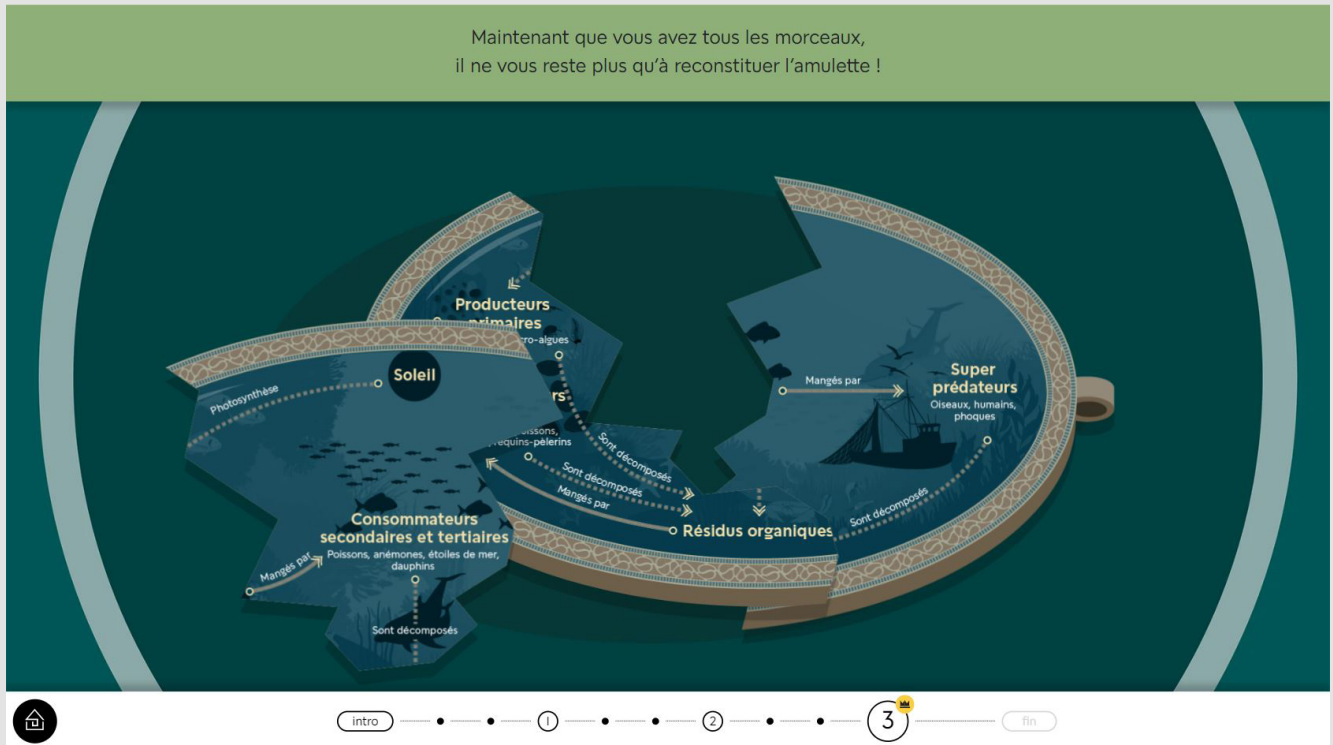 Maintenant que vous avez tous les morceaux,
il ne vous reste plus qu'à reconstituer l'amulette !
Producteurs
primaires
Soleil
Photosynthèse
Mangés par
Super
prédateurs
Oiseaux, humains,
phoques
requins-pèlerins
Sont décomposés
Sont décomposés
Mangés par
Résidus organiques
Sont décomposés
Consommateurs
secondaires et tertiaires
Poissons, anémones, étoiles de mer,
dauphins
Mangés par
Sont décomposés
intro
1
2
3
fin